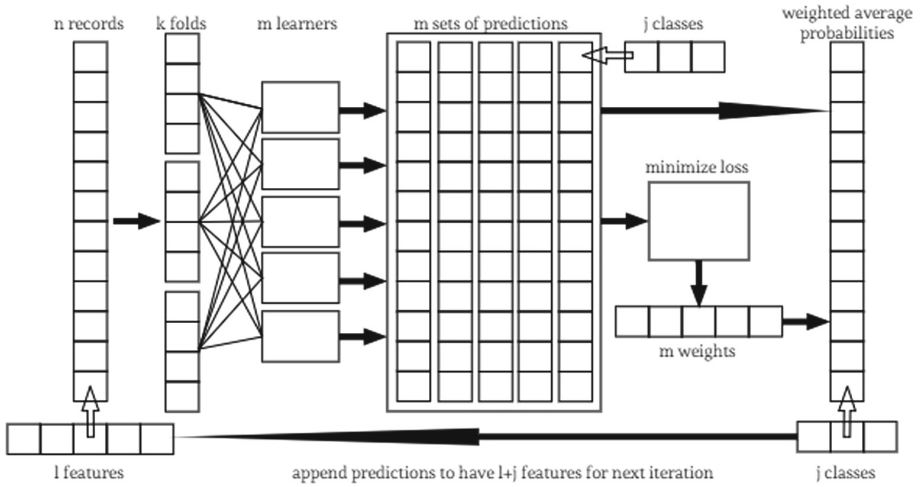 n records
k folds
m learners
m sets of predictions
j classes
weighted average
probabilities
minimize loss
m weights
l features
append predictions to have l+j features for next iteration
j classes